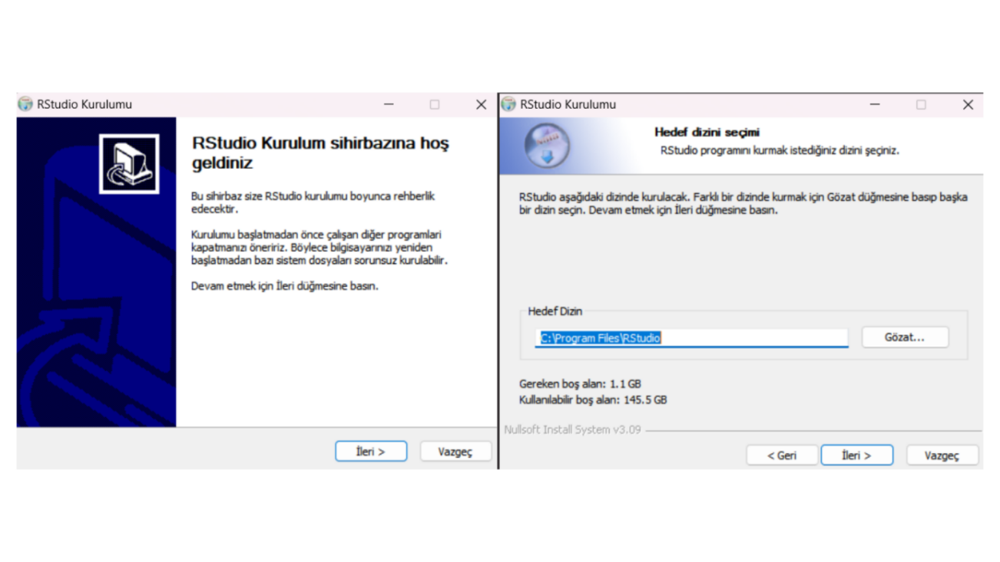 RStudio Kurulumu
RStudio Kurulum sihirbazına hoş
geldiniz
Bu sihirbaz size RStudio kurulumu boyunca rehberlik
edecektir.
Kurulumu başlatmadan önce çalışan diğer programlari
kapatmanızı öneririz. Böylece bilgisayarınızı yeniden
başlatmadan bazı sistem dosyaları sorunsuz kurulabilir.
Devam etmek için İleri düğmesine basın.
İleri >
Vazgeç
RStudio Kurulumu
Hedef dizini seçimi
RStudio programını kurmak istediğiniz dizini seçiniz.
RStudio aşağıdaki dizinde kurulacak. Farklı bir dizinde kurmak için Gözat düğmesine basıp başka
bir dizin seçin. Devam etmek için İleri düğmesine basın.
Hedef Dizin
C:\Program Files\RStudio
Gözat...
Gereken boş alan: 1.1 GB
Kullanılabilir boş alan: 145.5 GB
Nullsoft Install System v3.09
< Geri
İleri >
Vazgeç